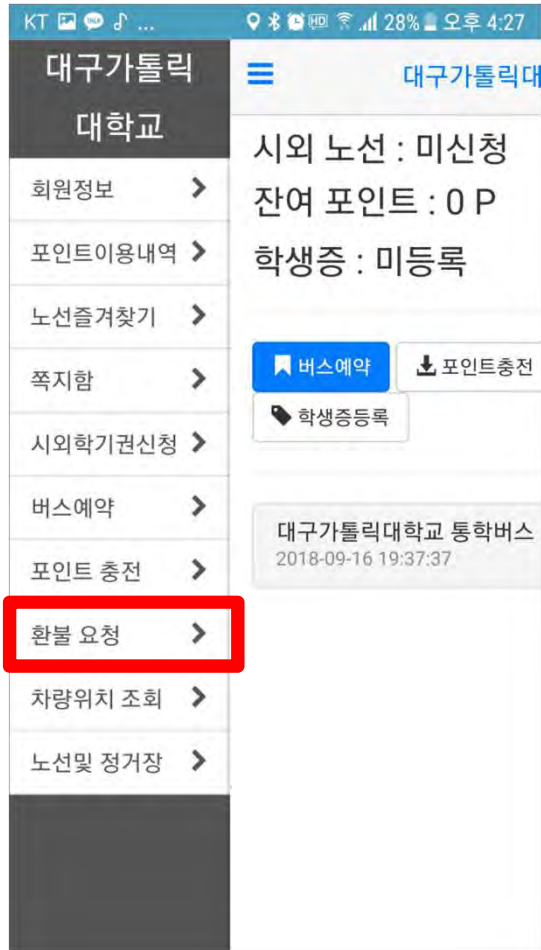 KT ... HD 28% 오후 4:27
대구가톨릭
대학교
회원정보
포인트이용내역
노선즐겨찾기
쪽지함
시외학기권신청
버스예약
포인트 충전
환불 요청
차량위치 조회
노선및 정거장
대구가톨릭대
시외 노선 : 미신청
잔여 포인트 : 0 P
학생증 : 미등록
버스예약
포인트충전
학생증등록
대구가톨릭대학교 통학버스
2018-09-16 19:37:37